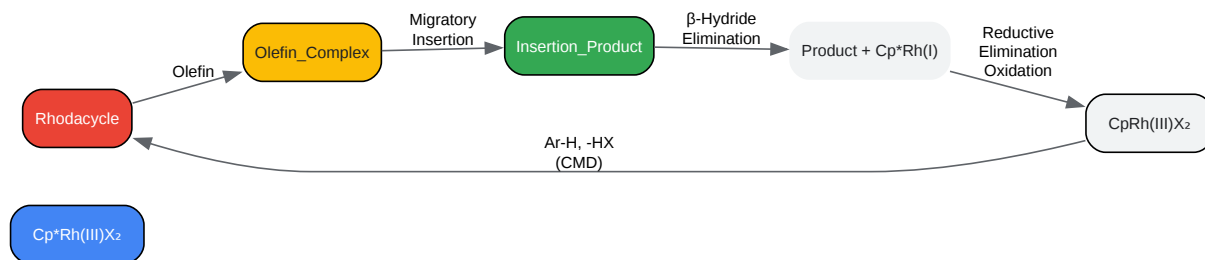 Migratory
Insertion
β-Hydride
Elimination
Reductive
Elimination
Oxidation
Olefin_Complex
Insertion_Product
Product + Cp*Rh(I)
Olefin
Rhodacycle
CpRh(III)X₂
Ar-H, -HX
(CMD)
Cp*Rh(III)X₂